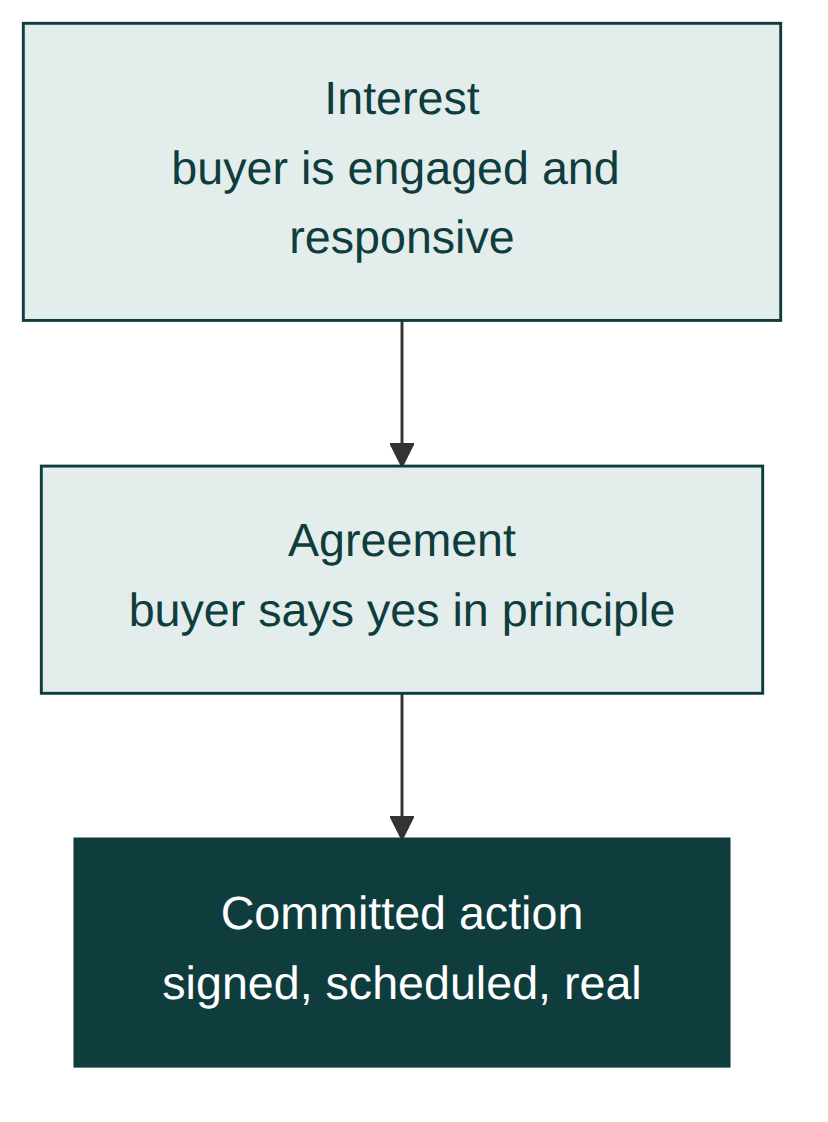 Interest
buyer is engaged and
responsive
Agreement
buyer says yes in principle
Committed action
signed, scheduled, real